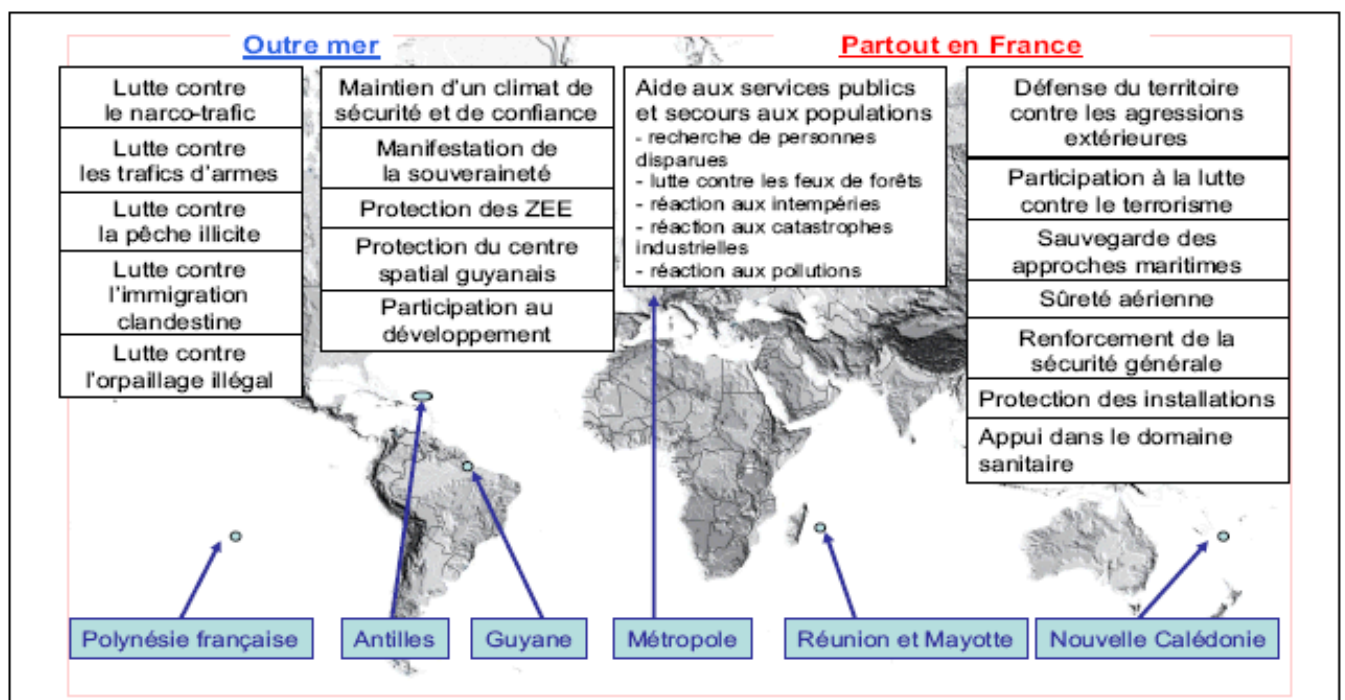 Outre mer
Lutte contre
le narco-trafic
Lutte contre
les trafics d'armes
Lutte contre
la pêche illicite
Lutte contre
l'immigration
clandestine
Lutte contre
l'orpaillage illégal
Maintien d'un climat de
sécurité et de confiance
Manifestation de
la souveraineté
Protection des ZEE
Protection du centre
spatial guyanais
Participation au
développement
Partout en France
Aide aux services publics
et secours aux populations
- recherche de personnes
disparues
- lutte contre les feux de forêts
- réaction aux intempéries
- réaction aux catastrophes
industrielles
- réaction aux pollutions
Défense du territoire
contre les agressions
extérieures
Participation à la lutte
contre le terrorisme
Sauvegarde des
approches maritimes
Sûreté aérienne
Renforcement de la
sécurité générale
Protection des installations
Appui dans le domaine
sanitaire
Polynésie française
Antilles
Guyane
Métropole
Réunion et Mayotte
Nouvelle Calédonie